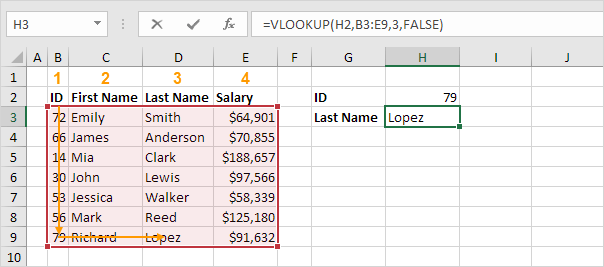 H3 fx =VLOOKUP(H2,B3:E9,3,FALSE)
A B C D E F G H I J
1 1 2 3 4
2 ID First Name Last Name Salary ID 79
3 72 Emily Smith $64,901 Last Name Lopez
4 66 James Anderson $70,855
5 14 Mia Clark $188,657
6 30 John Lewis $97,566
7 53 Jessica Walker $58,339
8 56 Mark Reed $125,180
9 79 Richard Lopez $91,632
10